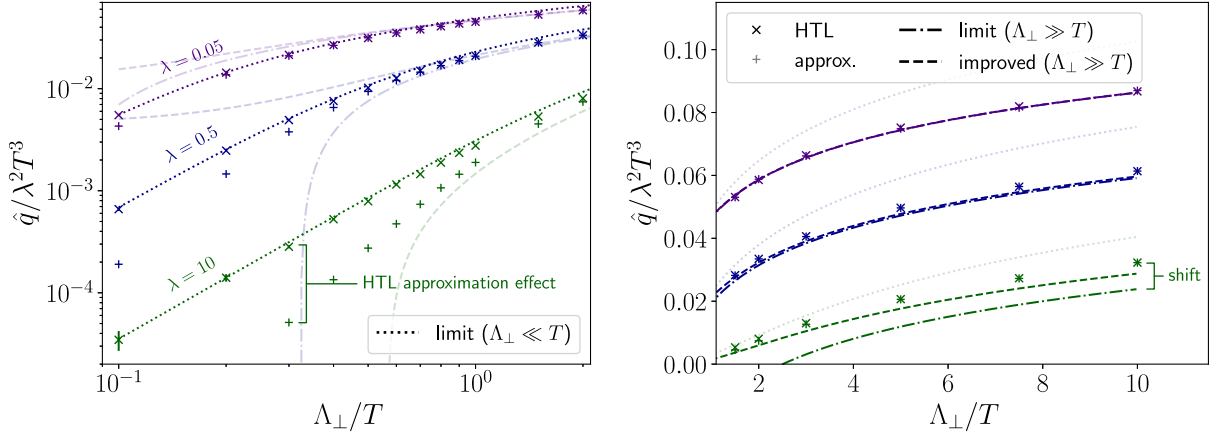 10⁻²
10⁻³
10⁻⁴
q̂/λ²T³
λ = 0.05
λ = 0.5
λ = 10
HTL approximation effect
limit (Λ⊥ ≪ T)
10⁻¹
10⁰
Λ⊥/T
0.10
0.08
0.06
0.04
0.02
0.00
q̂/λ²T³
HTL
limit (Λ⊥ ≫ T)
approx.
improved (Λ⊥ ≫ T)
shift
2
4
6
8
10
Λ⊥/T